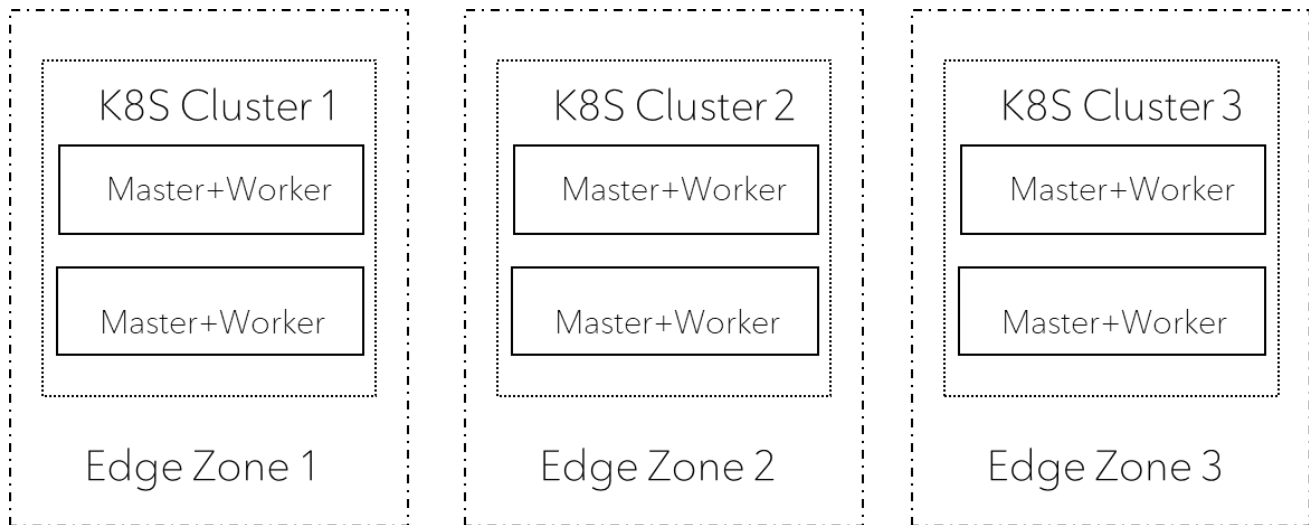 K8S Cluster 1
Master+Worker
Master+Worker
Edge Zone 1
K8S Cluster 2
Master+Worker
Master+Worker
Edge Zone 2
K8S Cluster 3
Master+Worker
Master+Worker
Edge Zone 3